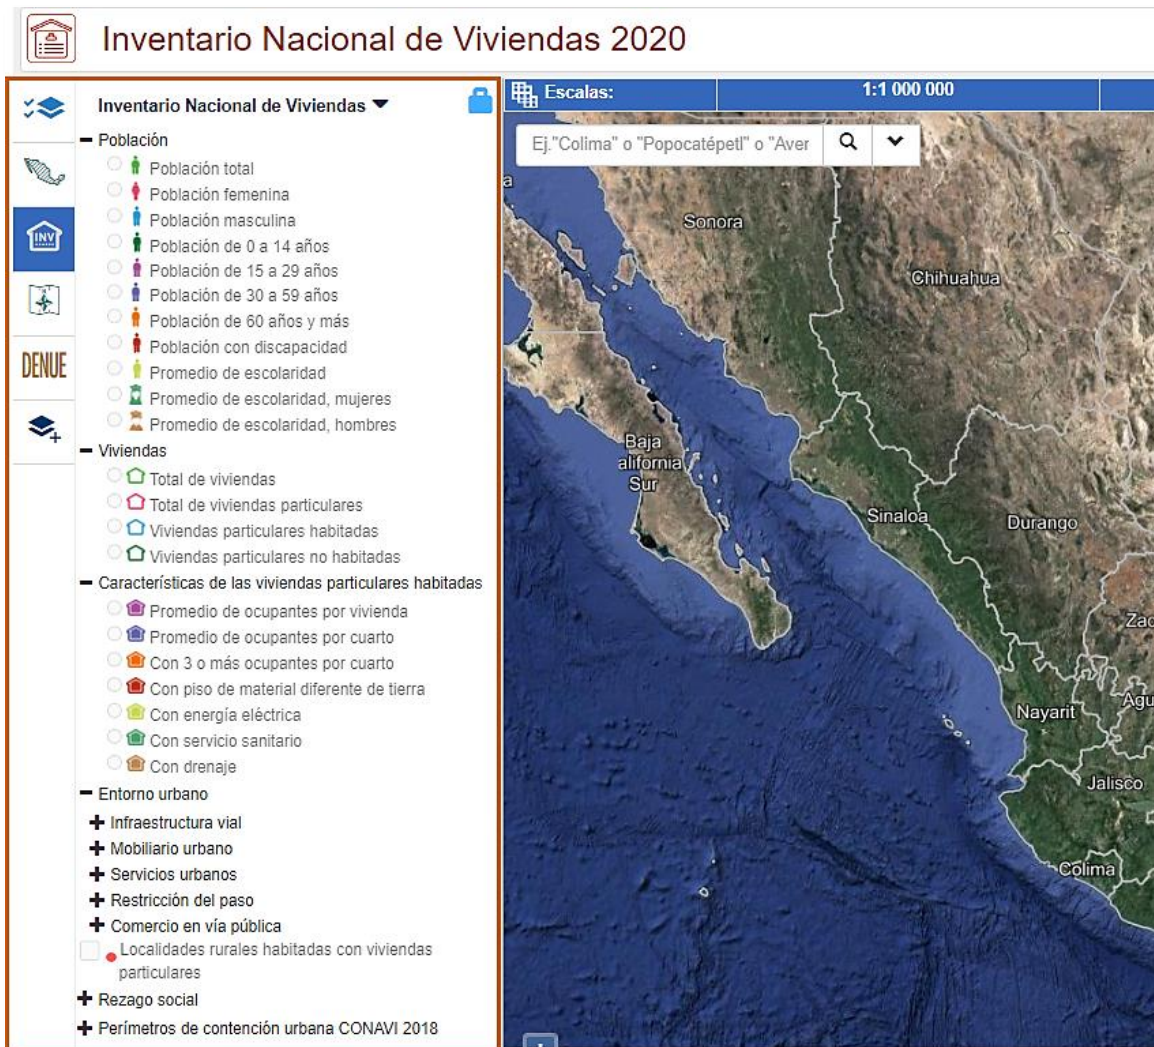 Inventario Nacional de Viviendas 2020
Inventario Nacional de Viviendas
Población
Población total
Población femenina
Población masculina
Población de 0 a 14 años
Población de 15 a 29 años
Población de 30 a 59 años
Población de 60 años y más
Población con discapacidad
Promedio de escolaridad
Promedio de escolaridad, mujeres
Promedio de escolaridad, hombres
Viviendas
Total de viviendas
Total de viviendas particulares
Viviendas particulares habitadas
Viviendas particulares no habitadas
Características de las viviendas particulares habitadas
Promedio de ocupantes por vivienda
Promedio de ocupantes por cuarto
Con 3 o más ocupantes por cuarto
Con piso de material diferente de tierra
Con energía eléctrica
Con servicio sanitario
Con drenaje
Entorno urbano
Infraestructura vial
Mobiliario urbano
Servicios urbanos
Restricción del paso
Comercio en vía pública
Localidades rurales habitadas con viviendas
particulares
Rezago social
Perímetros de contención urbana CONAVI 2018
INV
DENUE
Escalas:
1:1 000 000
Ej."Colima" o "Popocatépetl" o "Aver
a
Sonora
Chihuahua
Baja
alifornia
Sur
Sinaloa
Durango
Zac
Nayarit
Agu
Jalisco
Colima